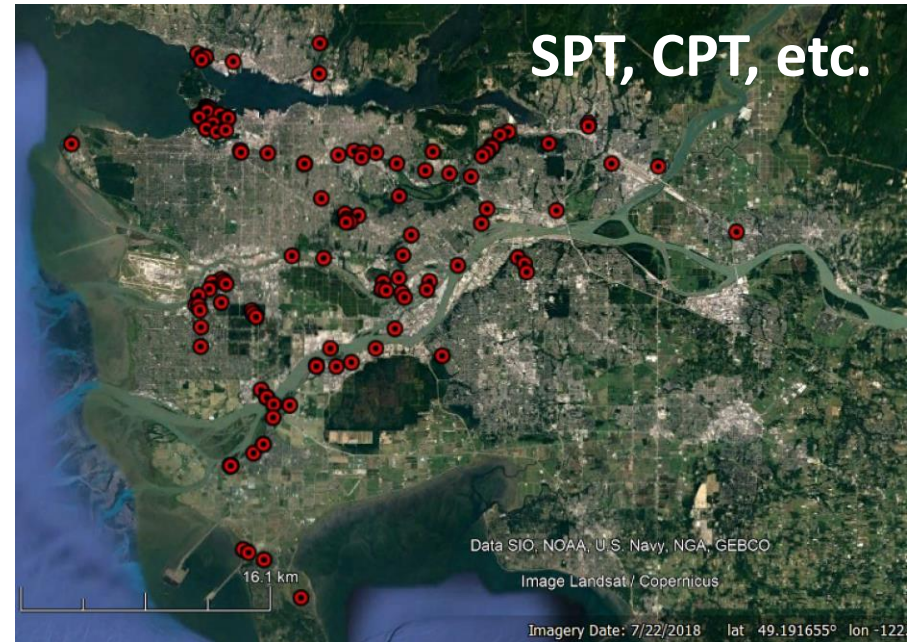 SPT, CPT, etc.
Data SIO, NOAA, U.S. Navy, NGA, GEBCO
16.1 km
Image Landsat / Copernicus
Imagery Date: 7/22/2018 lat 49.191655° lon -122